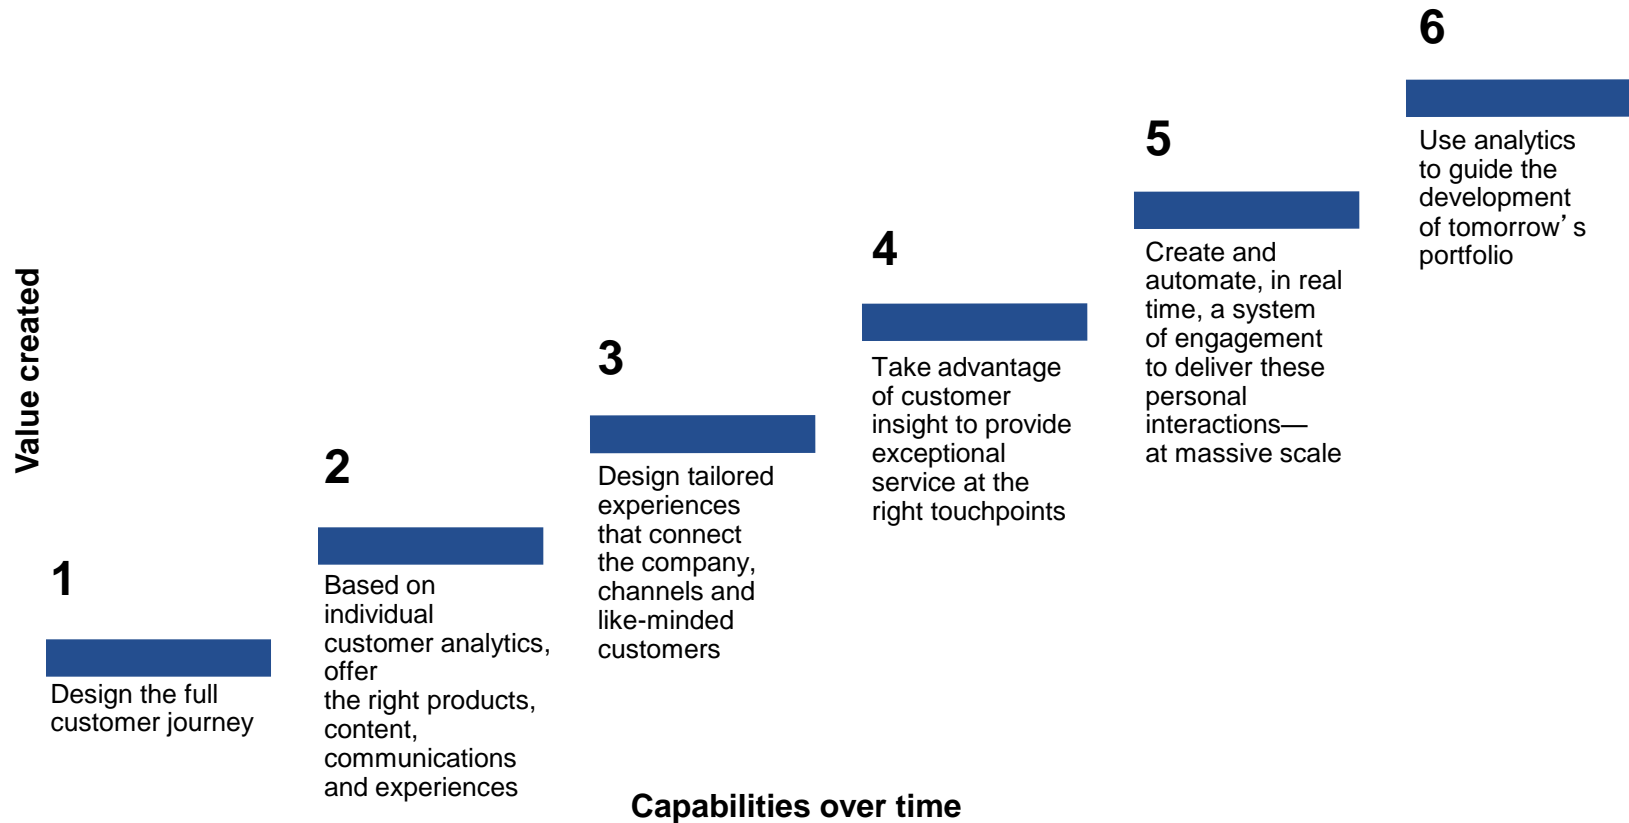 Value created
1
Design the full
customer journey
2
Based on
individual
customer analytics,
offer
the right products,
content,
communications
and experiences
3
Design tailored
experiences
that connect
the company,
channels and
like-minded
customers
4
Take advantage
of customer
insight to provide
exceptional
service at the
right touchpoints
5
Create and
automate, in real
time, a system
of engagement
to deliver these
personal
interactions—
at massive scale
6
Use analytics
to guide the
development
of tomorrow’s
portfolio
Capabilities over time